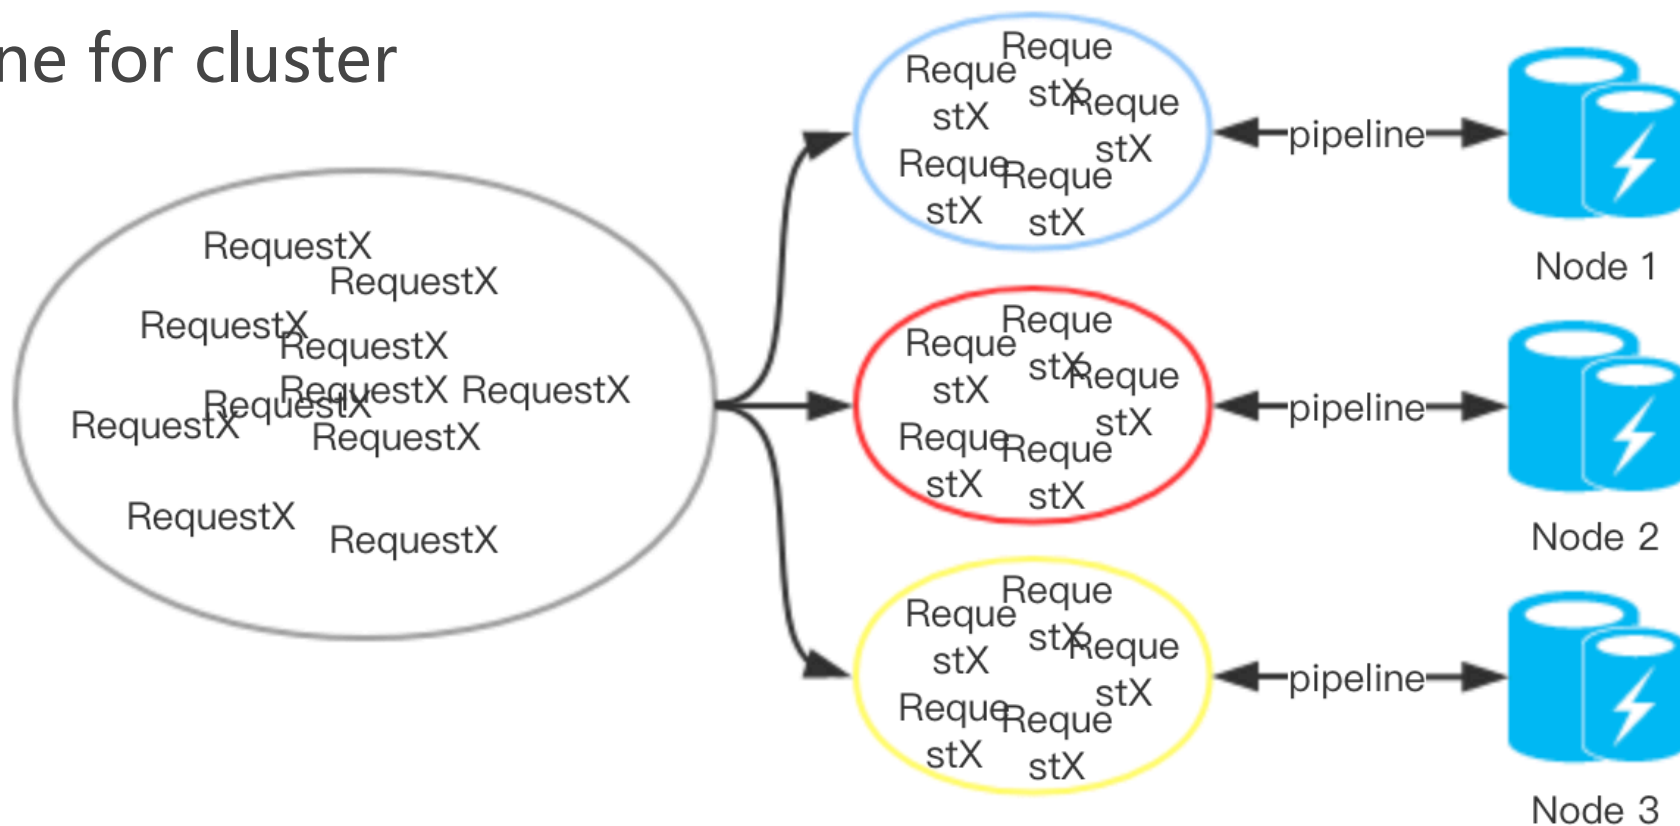 ne for cluster
RequestX
RequestX
RequestX
RequestX
RequestX
RequestX
RequestX
RequestX
RequestX
RequestX
RequestX
Reque
stX
Reque
stX
Reque
stX
Reque
stX
Reque
stX
pipeline
Node 1
Reque
stX
Reque
stX
Reque
stX
Reque
stX
Reque
stX
pipeline
Node 2
Reque
stX
Reque
stX
Reque
stX
Reque
stX
Reque
stX
pipeline
Node 3